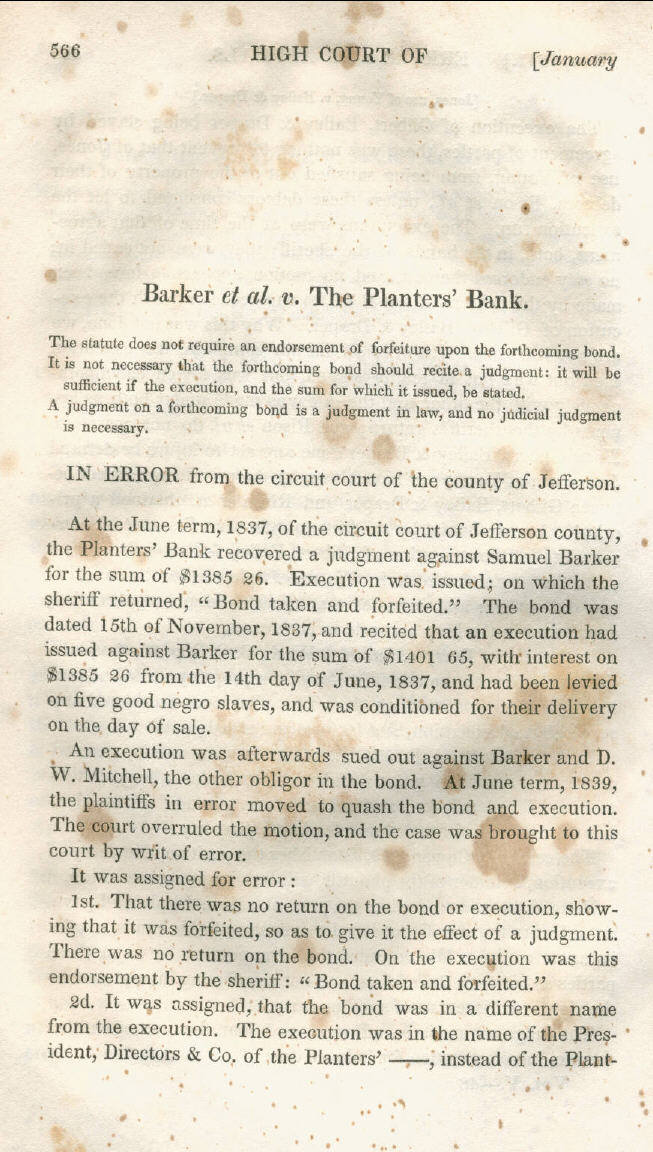 566 HIGH COURT OF [January
Barker et al. v. The Planters' Bank.
The statute does not require an endorsement of forfeiture upon the forthcoming bond.
It is not necessary that the forthcoming bond should recite a judgment: it will be
sufficient if the execution, and the sum for which it issued, be stated.
A judgment on a forthcoming bond is a judgment in law, and no judicial judgment
is necessary.
IN ERROR from the circuit court of the county of Jefferson.
At the June term, 1837, of the circuit court of Jefferson county,
the Planters' Bank recovered a judgment against Samuel Barker
for the sum of $1385 26. Execution was issued; on which the
sheriff returned, "Bond taken and forfeited." The bond was
dated 15th of November, 1837, and recited that an execution had
issued against Barker for the sum of $1401 65, with interest on
$1385 26 from the 14th day of June, 1837, and had been levied
on five good negro slaves, and was conditioned for their delivery
on the day of sale.
An execution was afterwards sued out against Barker and D.
W. Mitchell, the other obligor in the bond. At June term, 1839,
the plaintiffs in error moved to quash the bond and execution.
The court overruled the motion, and the case was brought to this
court by writ of error.
It was assigned for error :
1st. That there was no return on the bond or execution, show-
ing that it was forfeited, so as to give it the effect of a judgment.
There was no return on the bond. On the execution was this
endorsement by the sheriff: "Bond taken and forfeited."
2d. It was assigned, that the bond was in a different name
from the execution. The execution was in the name of the Pres-
ident, Directors & Co. of the Planters' ——, instead of the Plant-